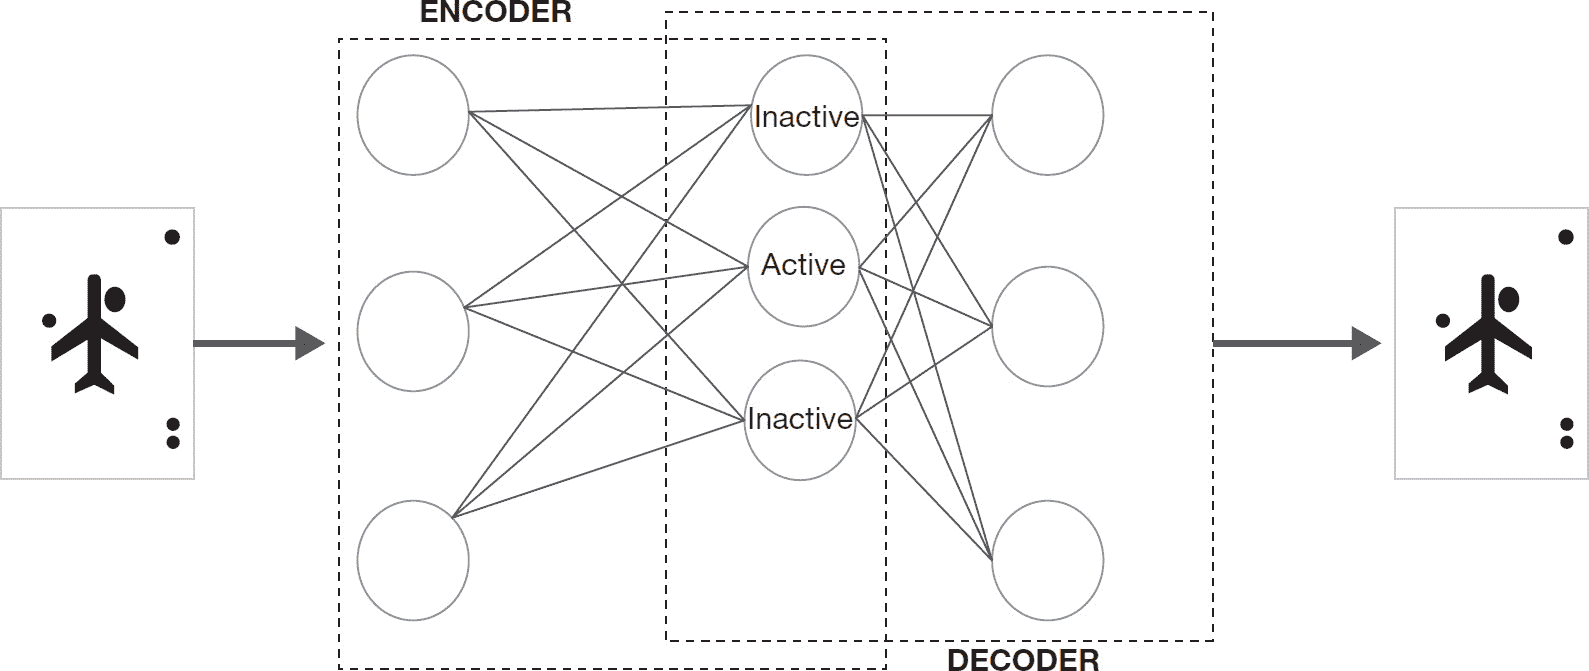 ENCODER
Inactive
Active
Inactive
DECODER